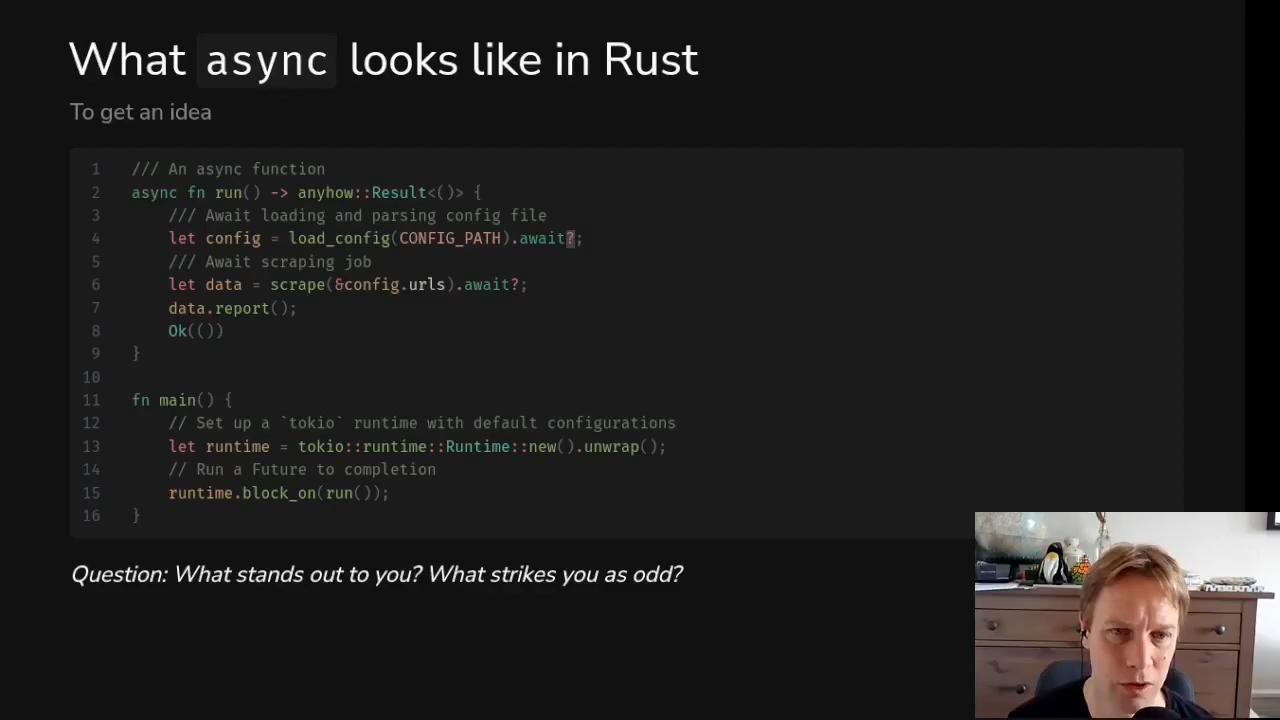 What async looks like in Rust
To get an idea
1 /// An async function
2 async fn run() -> anyhow::Result<()> {
3 /// Await loading and parsing config file
4 let config = load_config(CONFIG_PATH).await?;
5 /// Await scraping job
6 let data = scrape(&config.urls).await?;
7 data.report();
8 Ok(())
9 }
10
11 fn main() {
12 // Set up a `tokio` runtime with default configurations
13 let runtime = tokio::runtime::Runtime::new().unwrap();
14 // Run a Future to completion
15 runtime.block_on(run());
16 }
Question: What stands out to you? What strikes you as odd?